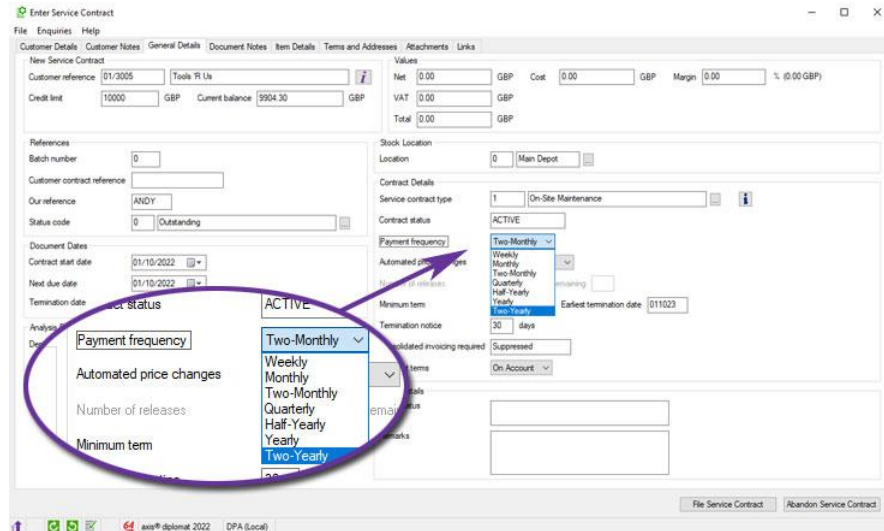 Enter Service Contract
File Enquiries Help
Customer Details Customer Notes General Details Document Notes Item Details Terms and Addresses Attachments Links
New Service Contract
Customer reference 01/3005 Tools 'R Us
Credit limit 10000 GBP Current balance 9904.30 GBP
Values
Net 0.00 GBP Cost 0.00 GBP Margin 0.00 % (0.00 GBP)
VAT 0.00 GBP
Total 0.00 GBP
References
Batch number 0
Customer contract reference
Our reference ANDY
Status code 0 Outstanding
Stock Location
Location 0 Main Depot
Document Dates
Contract start date 01/10/2022
Next due date 01/10/2022
Termination date
Analysis
Contract Details
Service contract type 1 On-Site Maintenance
Contract status ACTIVE
Payment frequency Two-Monthly
Weekly
Monthly
Two-Monthly
Quarterly
Half-Yearly
Yearly
Two-Yearly
Automated changes
Minimum term Earliest termination date 011023
Termination notice 30 days
invoicing required Suppressed
terms On Account
status ACTIVE
Payment frequency Two-Monthly
Weekly
Monthly
Two-Monthly
Quarterly
Half-Yearly
Yearly
Two-Yearly
Automated price changes
Number of releases
Minimum term
File Service Contract Abandon Service Contract
64 axis® diplomat 2022 DPA (Local)